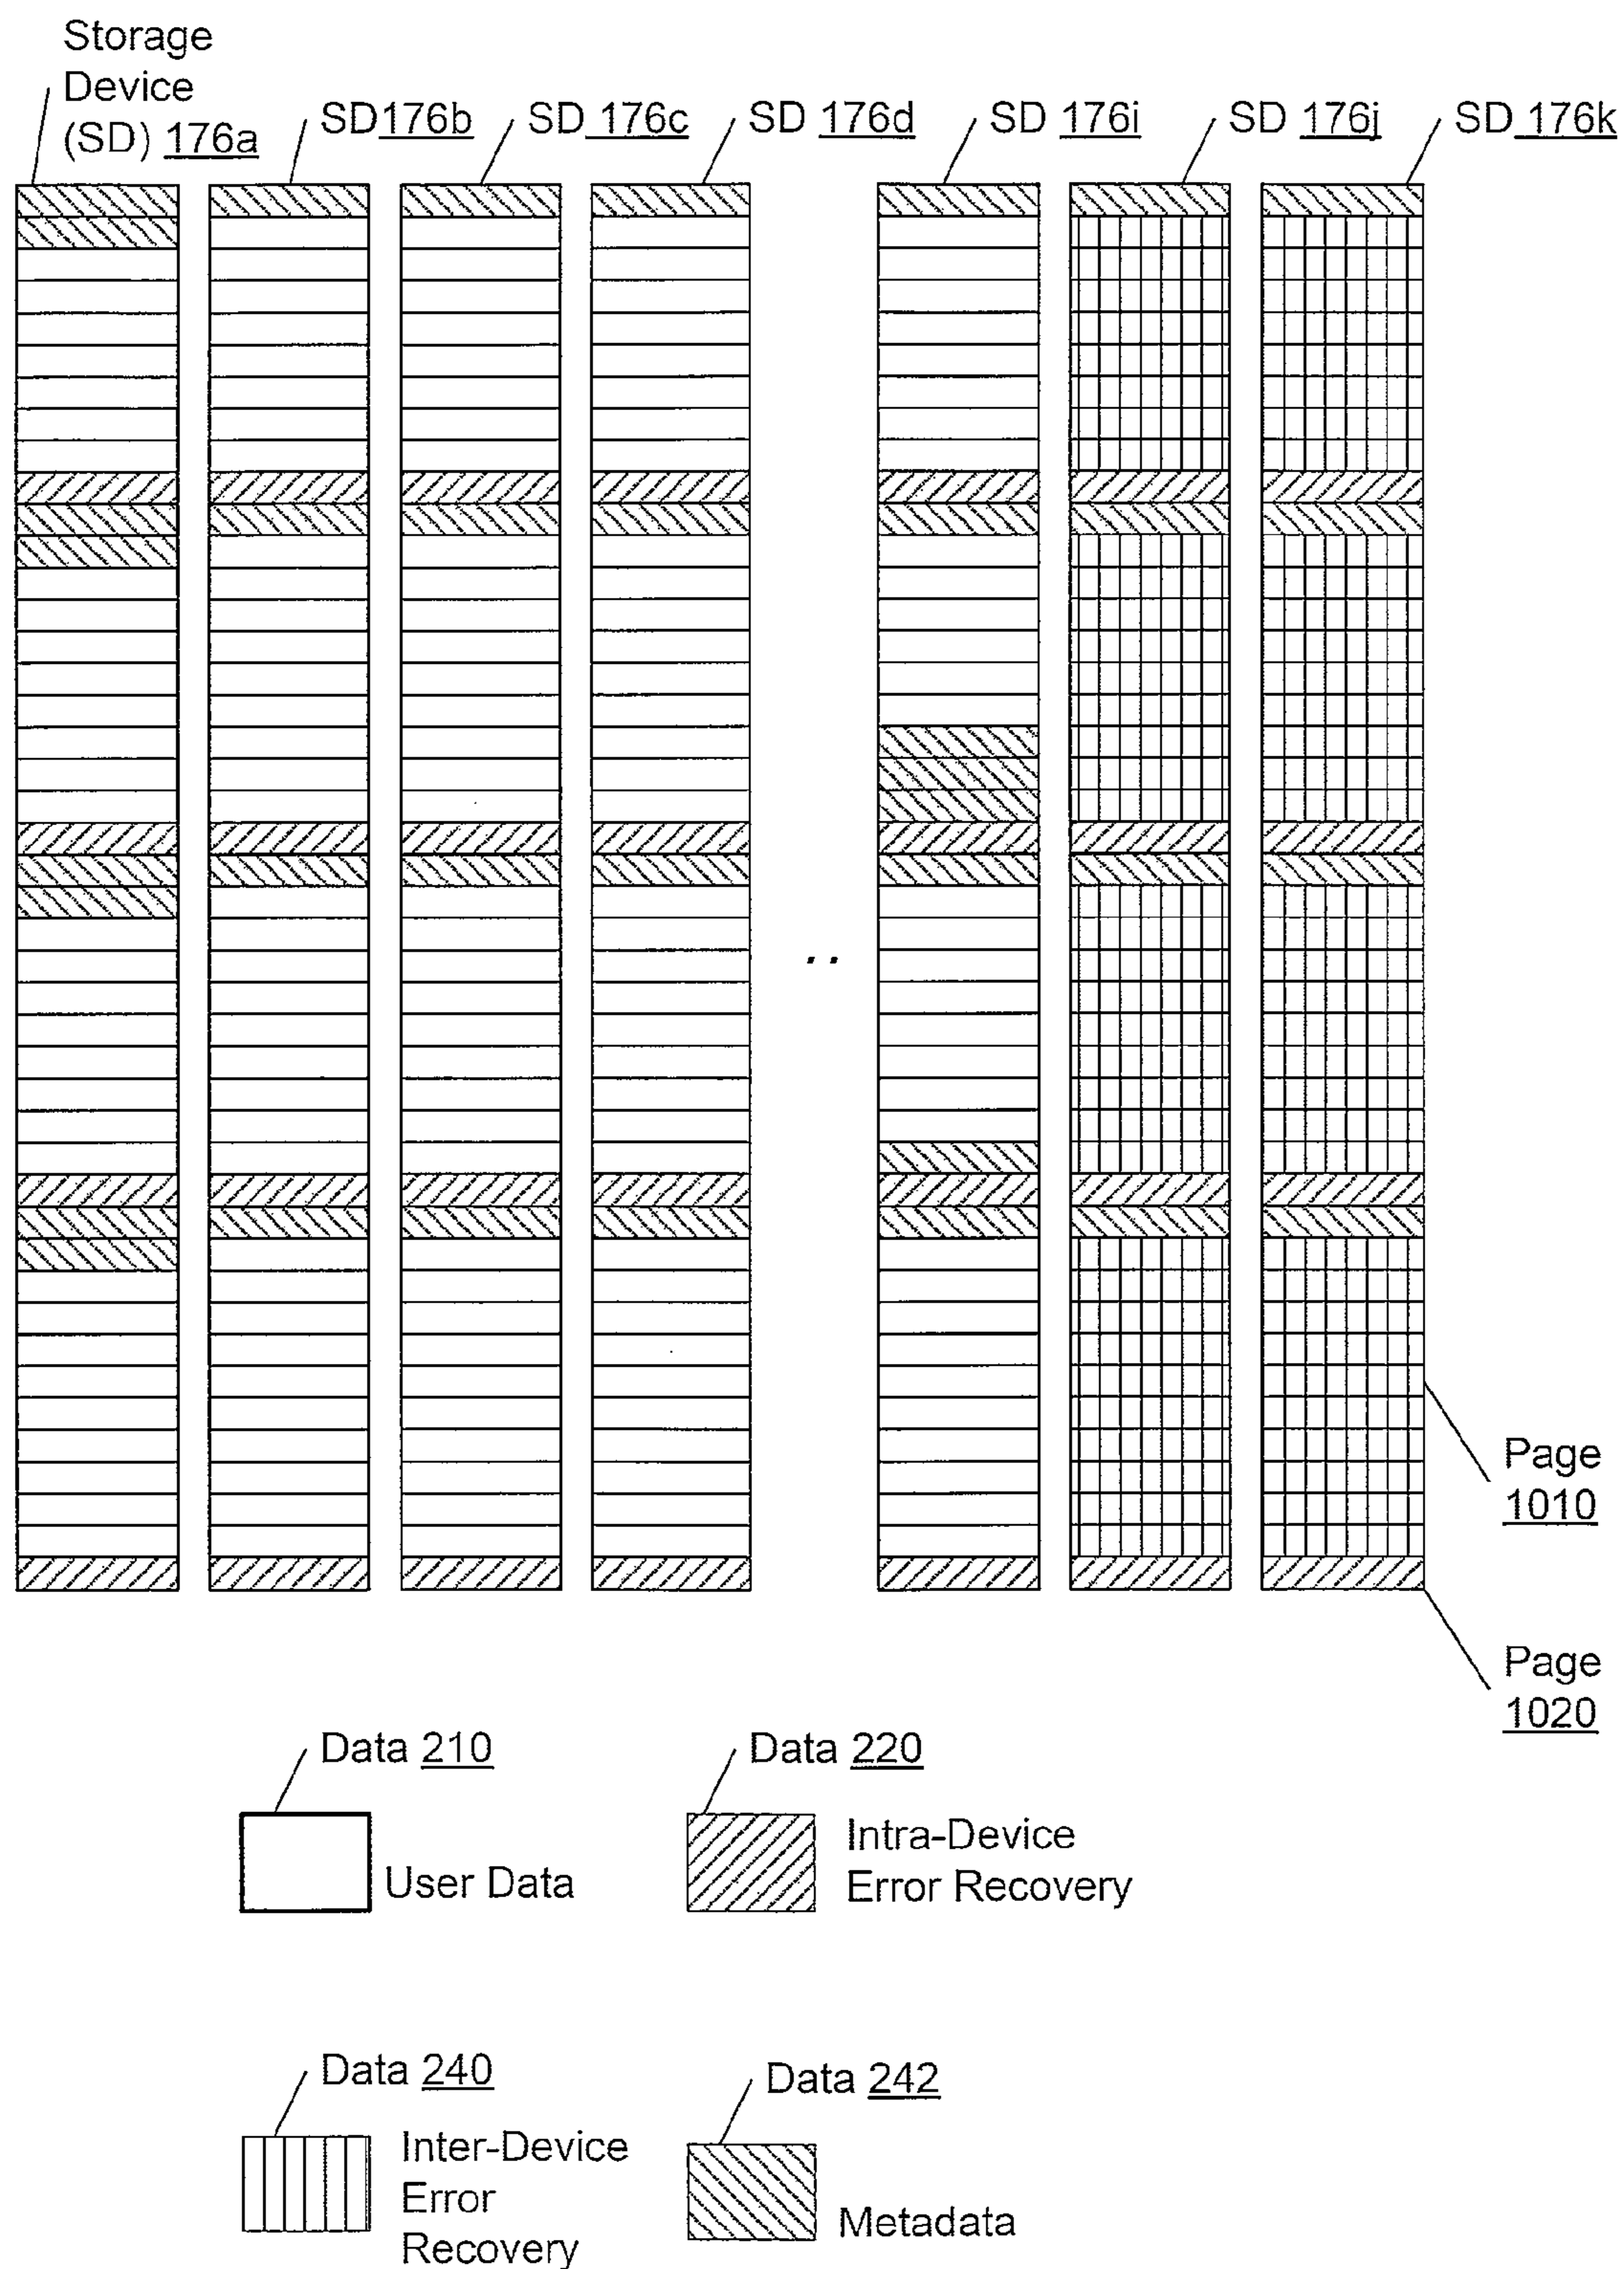 Storage
Device
(SD) 176a
SD176b
SD 176c
SD 176d
SD 176i
SD 176j
SD 176k
. .
Page
1010
Page
1020
Data 210
User Data
Data 220
Intra-Device
Error Recovery
Data 240
Inter-Device
Error
Recovery
Data 242
Metadata